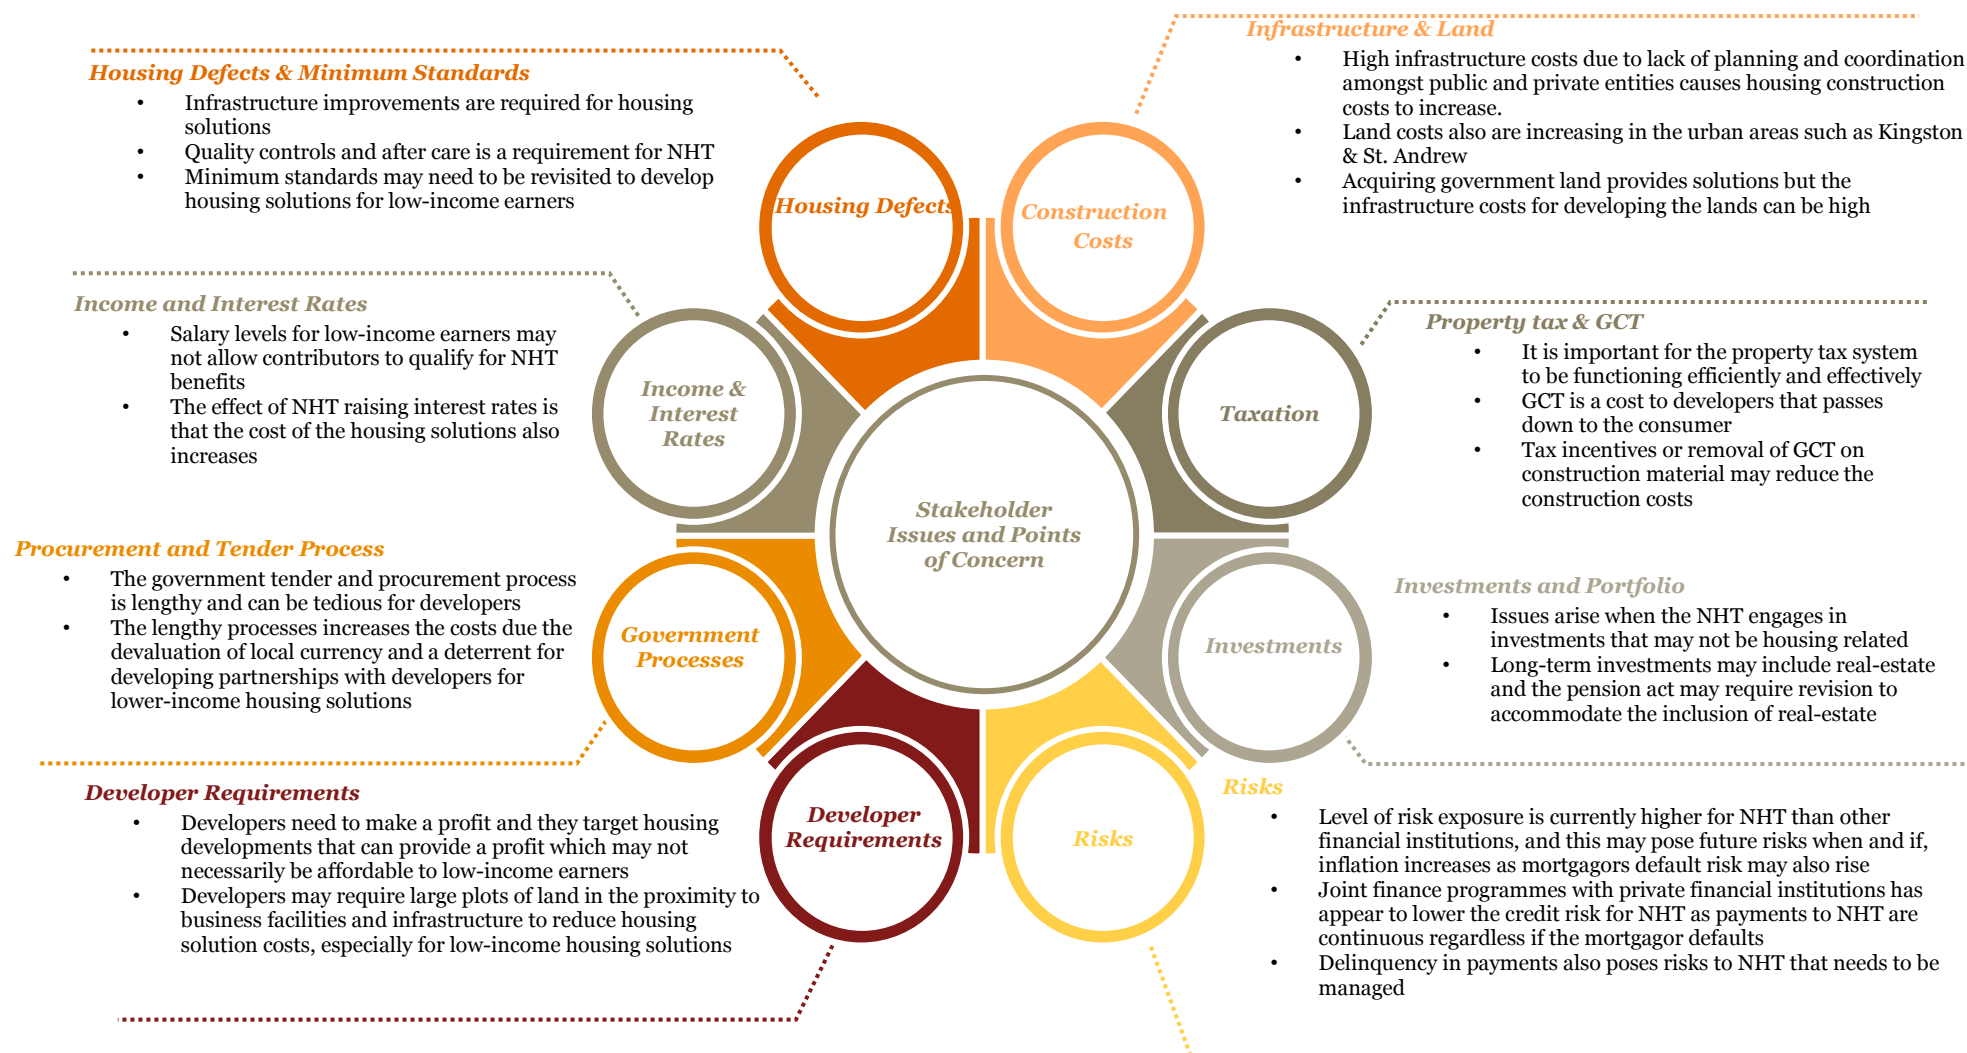 Infrastructure & Land
• High infrastructure costs due to lack of planning and coordination
amongst public and private entities causes housing construction
costs to increase.
• Land costs also are increasing in the urban areas such as Kingston
& St. Andrew
• Acquiring government land provides solutions but the
infrastructure costs for developing the lands can be high
Housing Defects & Minimum Standards
• Infrastructure improvements are required for housing
solutions
• Quality controls and after care is a requirement for NHT
• Minimum standards may need to be revisited to develop
housing solutions for low-income earners
Housing Defects
Construction
Costs
Income and Interest Rates
• Salary levels for low-income earners may
not allow contributors to qualify for NHT
benefits
• The effect of NHT raising interest rates is
that the cost of the housing solutions also
increases
Income &
Interest
Rates
Taxation
Property tax & GCT
• It is important for the property tax system
to be functioning efficiently and effectively
• GCT is a cost to developers that passes
down to the consumer
• Tax incentives or removal of GCT on
construction material may reduce the
construction costs
Stakeholder
Issues and Points
of Concern
Procurement and Tender Process
• The government tender and procurement process
is lengthy and can be tedious for developers
• The lengthy processes increases the costs due the
devaluation of local currency and a deterrent for
developing partnerships with developers for
lower-income housing solutions
Government
Processes
Investments
Investments and Portfolio
• Issues arise when the NHT engages in
investments that may not be housing related
• Long-term investments may include real-estate
and the pension act may require revision to
accommodate the inclusion of real-estate
Developer Requirements
• Developers need to make a profit and they target housing
developments that can provide a profit which may not
necessarily be affordable to low-income earners
• Developers may require large plots of land in the proximity to
business facilities and infrastructure to reduce housing
solution costs, especially for low-income housing solutions
Developer
Requirements
Risks
Risks
• Level of risk exposure is currently higher for NHT than other
financial institutions, and this may pose future risks when and if,
inflation increases as mortgagors default risk may also rise
• Joint finance programmes with private financial institutions has
appear to lower the credit risk for NHT as payments to NHT are
continuous regardless if the mortgagor defaults
• Delinquency in payments also poses risks to NHT that needs to be
managed